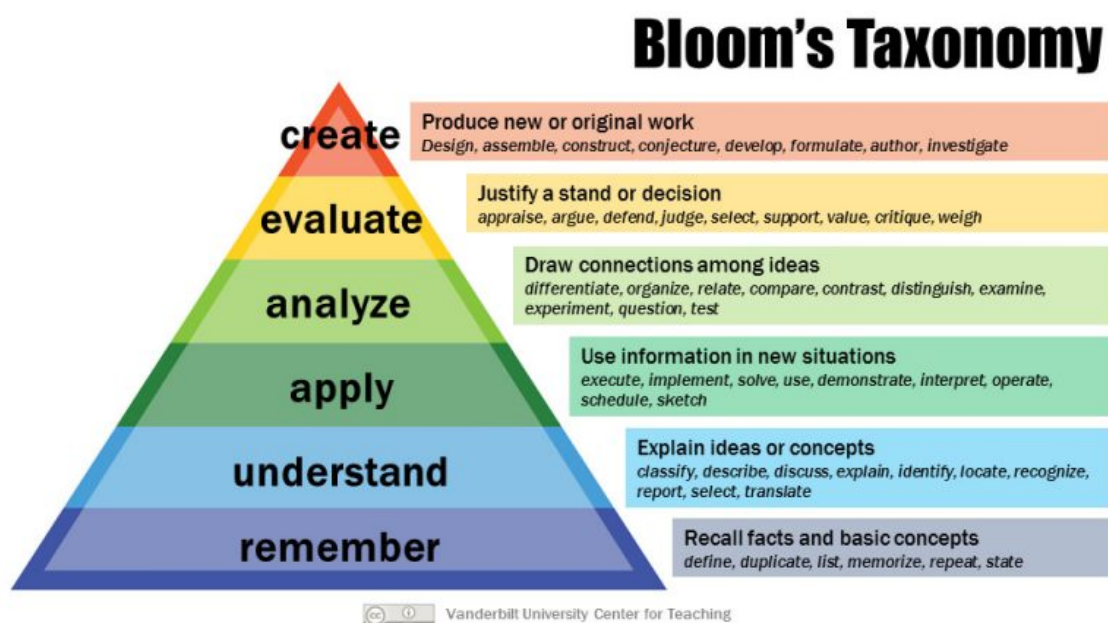 Bloom's Taxonomy
create
Produce new or original work
Design, assemble, construct, conjecture, develop, formulate, author, investigate
evaluate
Justify a stand or decision
appraise, argue, defend, judge, select, support, value, critique, weigh
analyze
Draw connections among ideas
differentiate, organize, relate, compare, contrast, distinguish, examine,
experiment, question, test
apply
Use information in new situations
execute, implement, solve, use, demonstrate, interpret, operate,
schedule, sketch
understand
Explain ideas or concepts
classify, describe, discuss, explain, identify, locate, recognize,
report, select, translate
remember
Recall facts and basic concepts
define, duplicate, list, memorize, repeat, state
cc Vanderbilt University Center for Teaching